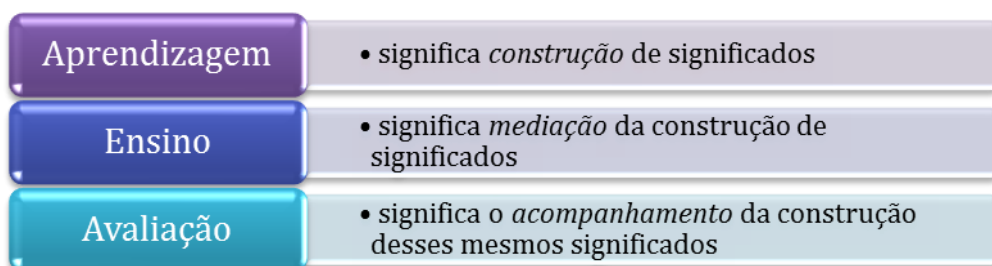 Aprendizagem
• significa construção de significados
Ensino
• significa mediação da construção de
significados
Avaliação
• significa o acompanhamento da construção
desses mesmos significados